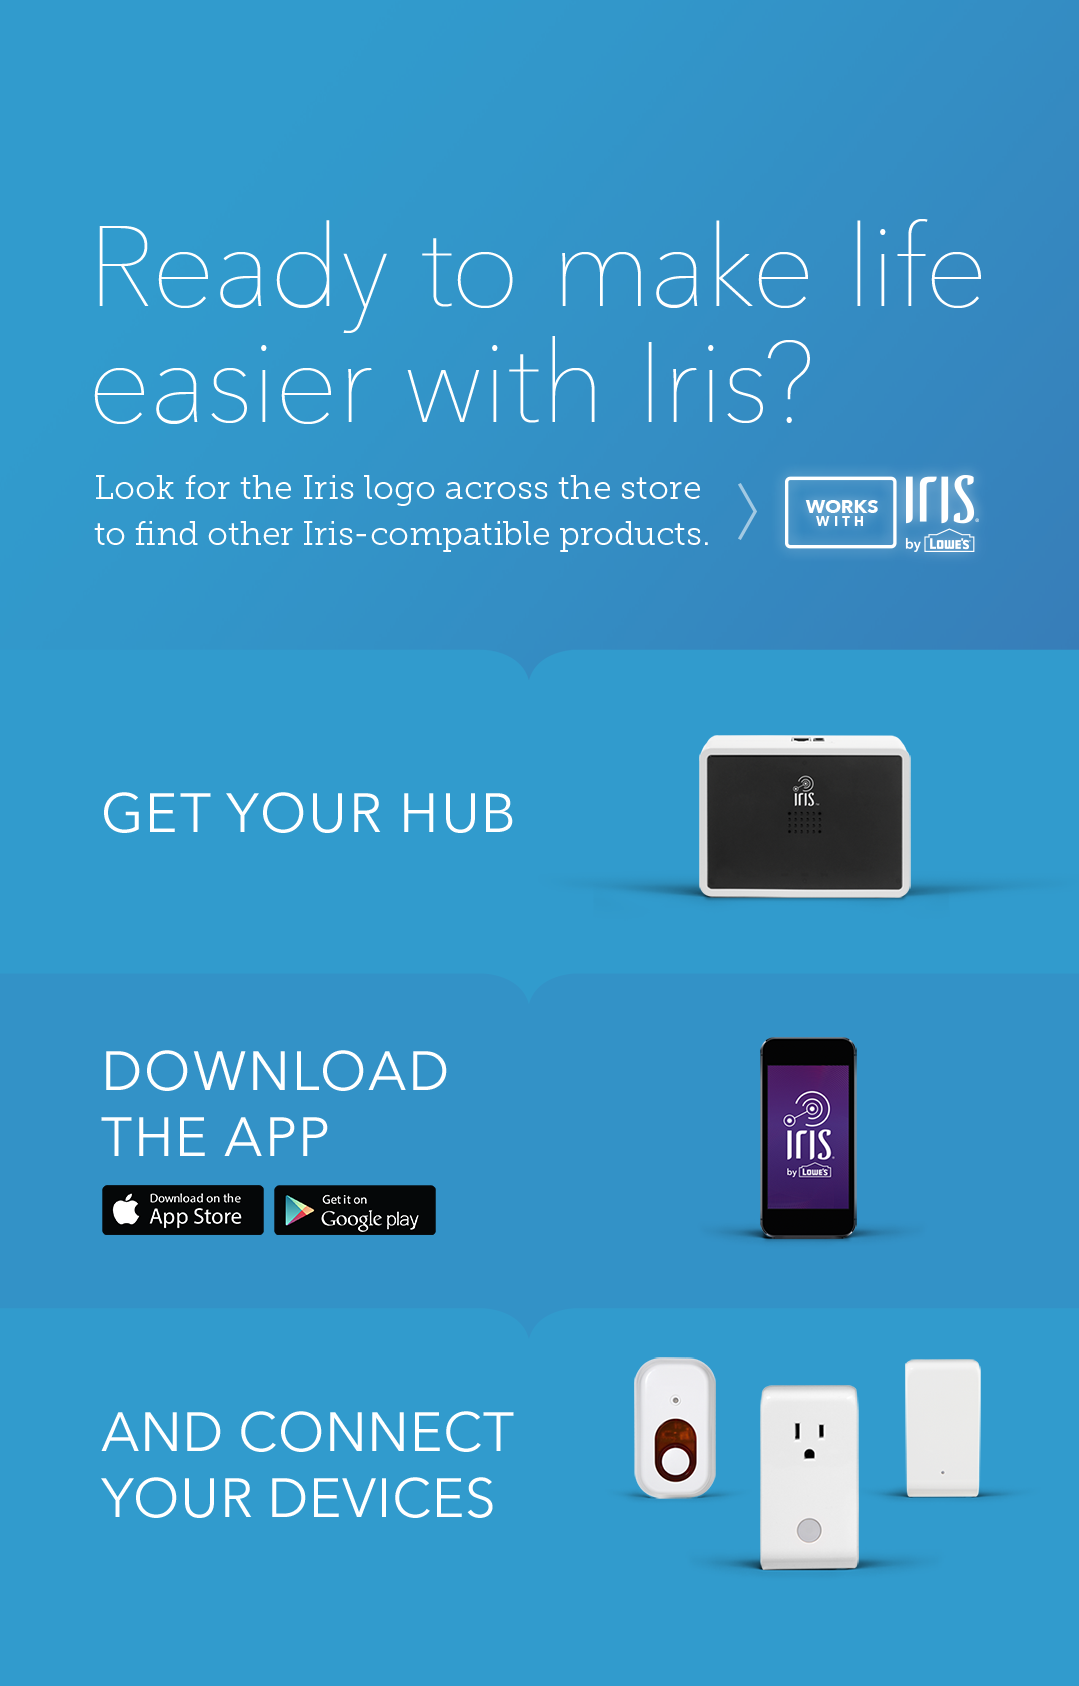 Ready to make life
easier with Iris?
Look for the Iris logo across the store
to find other Iris-compatible products.
WORKS
WITH
IRIS
by LOWE'S
GET YOUR HUB
IRIS
DOWNLOAD
THE APP
Download on the
App Store
Get it on
Google play
IRIS
by LOWE'S
AND CONNECT
YOUR DEVICES